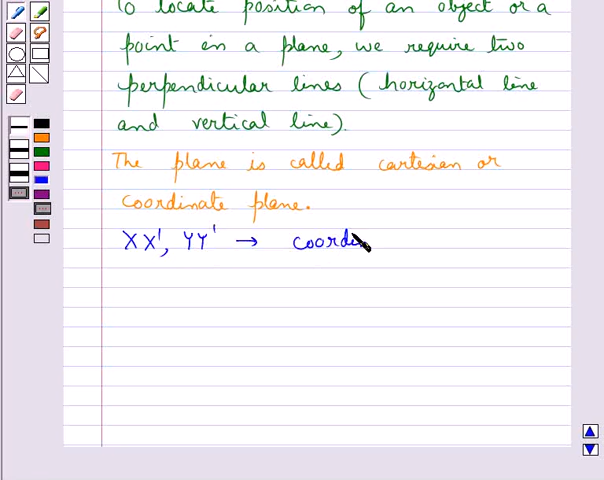 To locate position of an object or a
point in a plane, we require two
perpendicular lines (horizontal line
and vertical line).
The plane is called cartesian or
coordinate plane.
XX', YY' → coordi